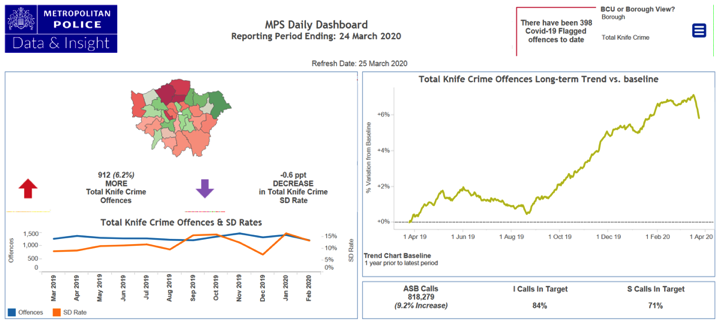 METROPOLITAN
POLICE
Data & Insight
MPS Daily Dashboard
Reporting Period Ending: 24 March 2020
Refresh Date: 25 March 2020
There have been 398
Covid-19 Flagged
offences to date
BCU or Borough View?
Borough
Total Knife Crime
912 (6.2%)
MORE
Total Knife Crime
Offences
-0.6 ppt
DECREASE
in Total Knife Crime
SD Rate
Total Knife Crime Offences & SD Rates
Offences
1,500
1,000
500
0
15%
10%
5%
0%
SD Rate
Mar 2019
Apr 2019
May 2019
Jun 2019
Jul 2019
Aug 2019
Sep 2019
Oct 2019
Nov 2019
Dec 2019
Jan 2020
Feb 2020
Offences
SD Rate
Total Knife Crime Offences Long-term Trend vs. baseline
% Variation from Baseline
+6%
+4%
+2%
+0%
1 Apr 19
1 Jun 19
1 Aug 19
1 Oct 19
1 Dec 19
1 Feb 20
1 Apr 20
Trend Chart Baseline
1 year prior to latest period
ASB Calls
818,279
(9.2% Increase)
I Calls In Target
84%
S Calls In Target
71%